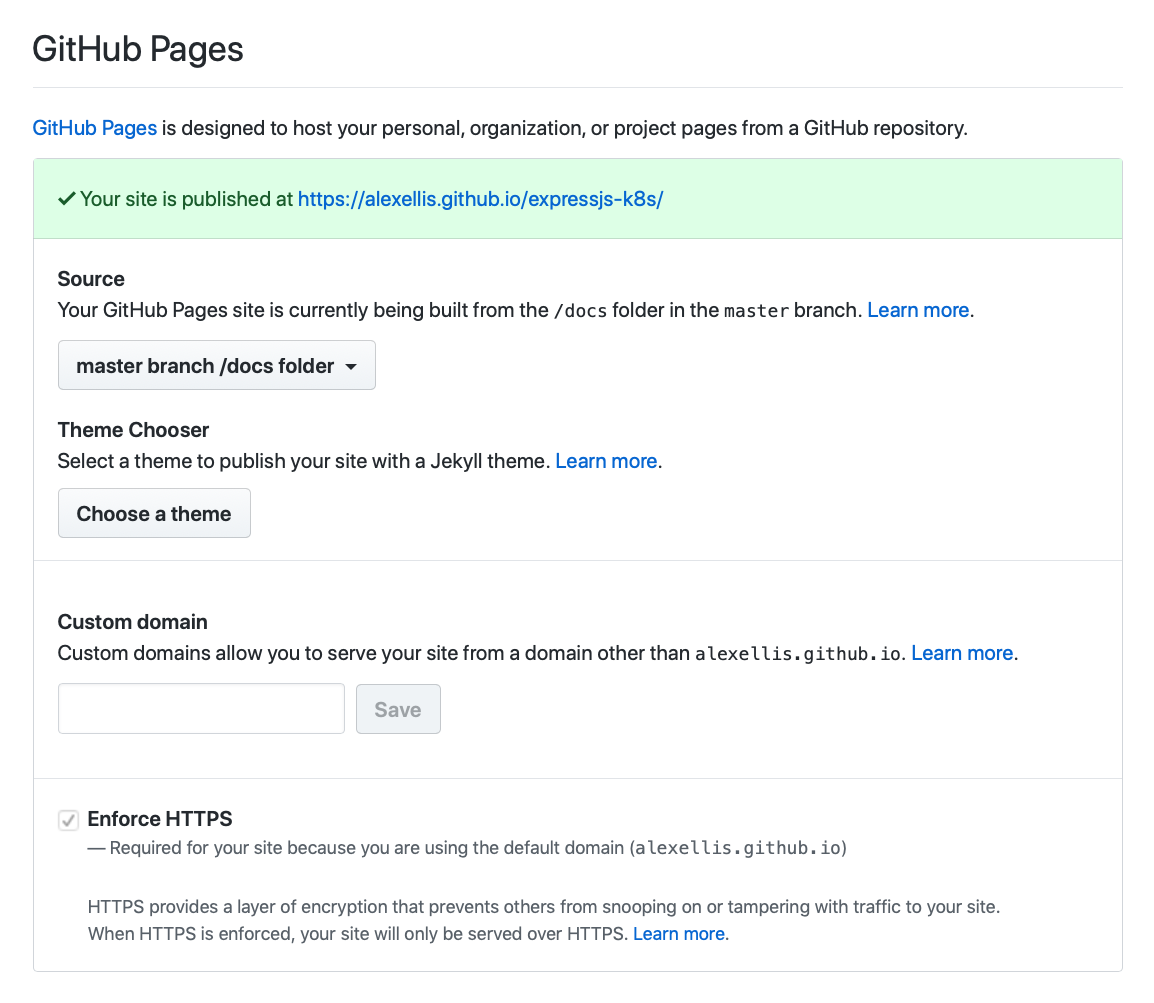 GitHub Pages
GitHub Pages is designed to host your personal, organization, or project pages from a GitHub repository.
Your site is published at https://alexellis.github.io/expressjs-k8s/
Source
Your GitHub Pages site is currently being built from the /docs folder in the master branch. Learn more.
master branch /docs folder
Theme Chooser
Select a theme to publish your site with a Jekyll theme. Learn more.
Choose a theme
Custom domain
Custom domains allow you to serve your site from a domain other than alexellis.github.io. Learn more.
Save
Enforce HTTPS
— Required for your site because you are using the default domain (alexellis.github.io)
HTTPS provides a layer of encryption that prevents others from snooping on or tampering with traffic to your site.
When HTTPS is enforced, your site will only be served over HTTPS. Learn more.